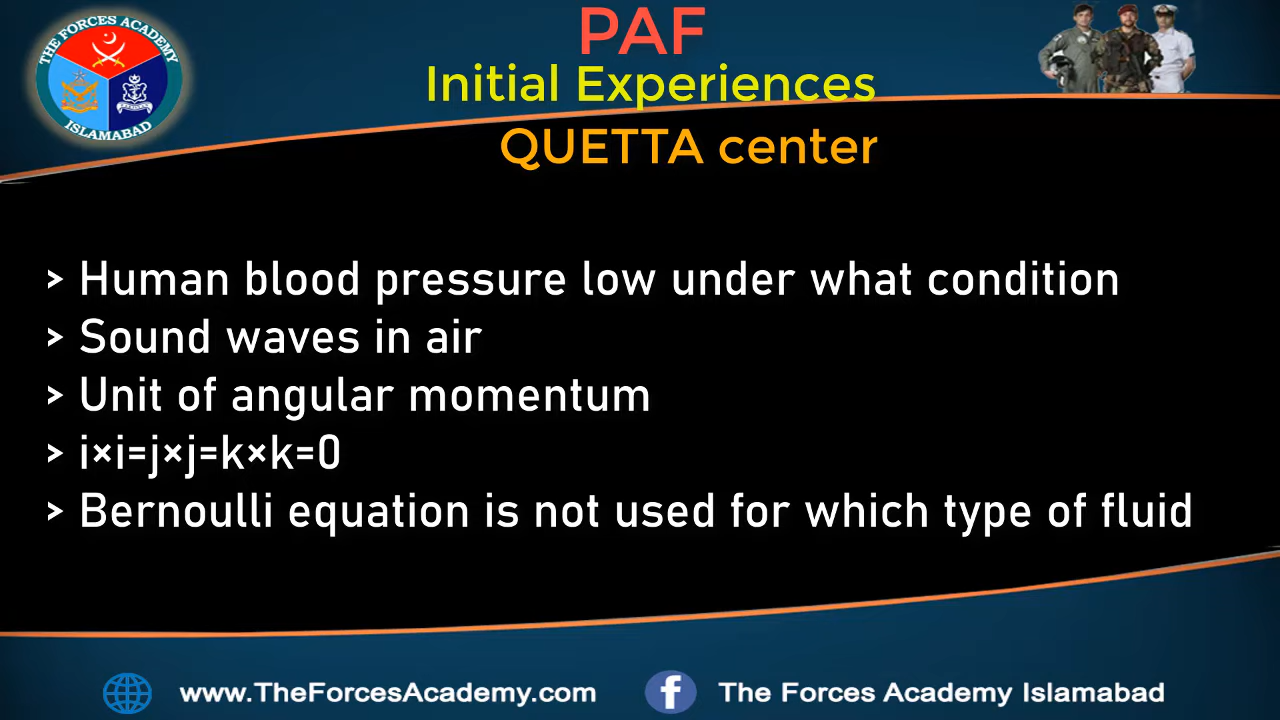 THE FORCES ACADEMY
ISLAMABAD
PAF
Initial Experiences
QUETTA center
> Human blood pressure low under what condition
> Sound waves in air
> Unit of angular momentum
> i×i=j×j=k×k=0
> Bernoulli equation is not used for which type of fluid
www.TheForcesAcademy.com
f
The Forces Academy Islamabad